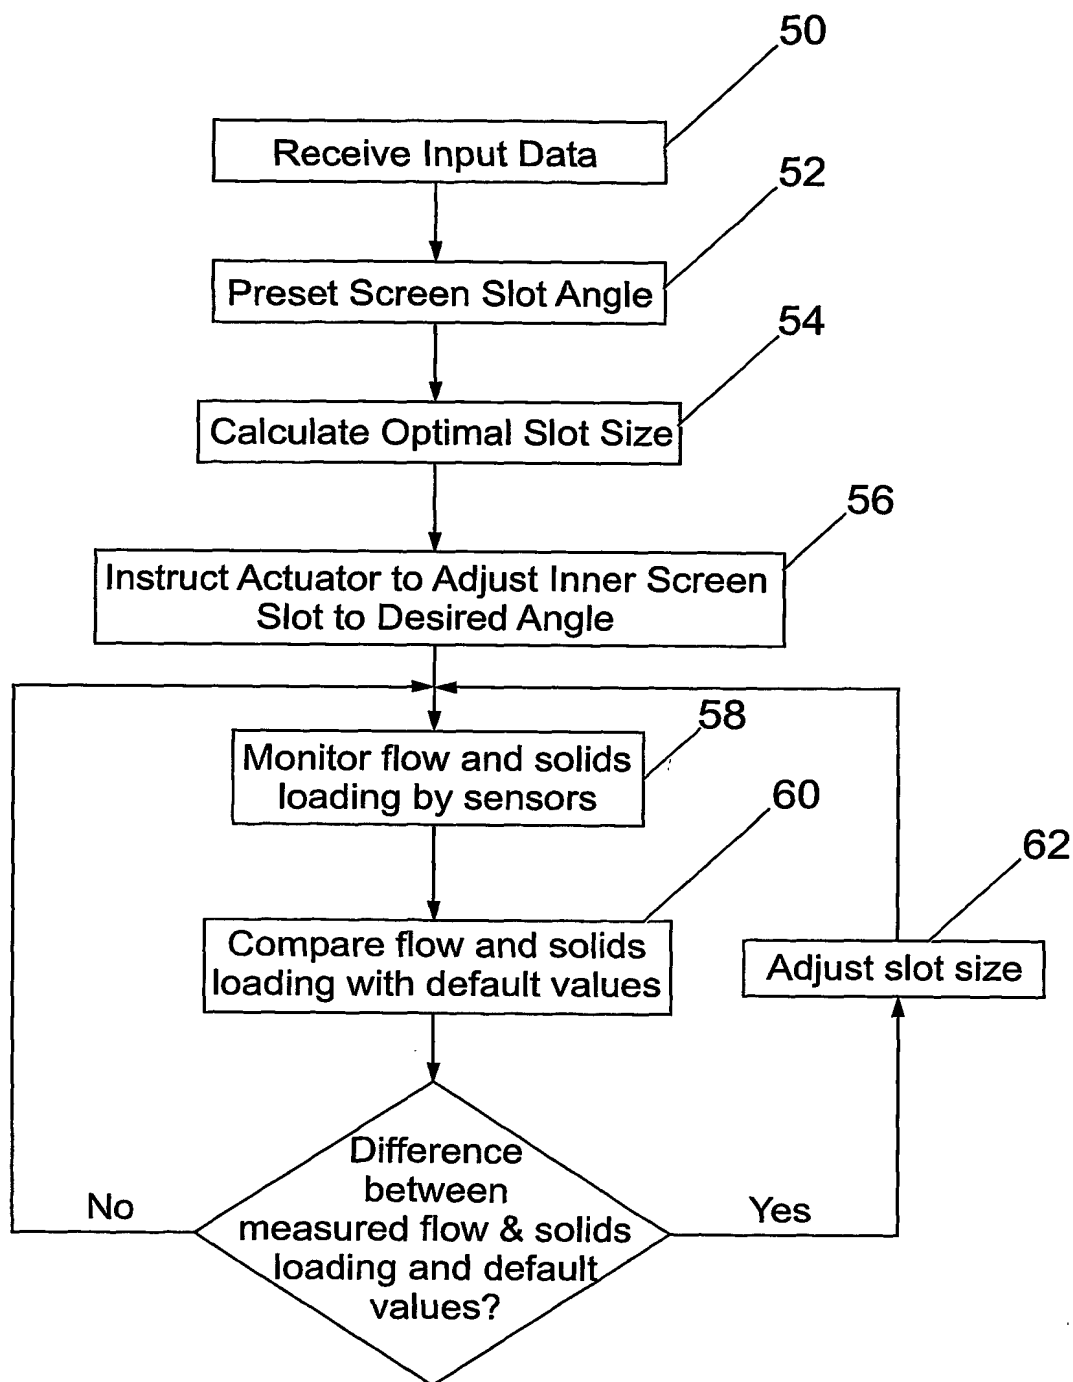 50
Receive Input Data
52
Preset Screen Slot Angle
54
Calculate Optimal Slot Size
56
Instruct Actuator to Adjust Inner Screen
Slot to Desired Angle
58
Monitor flow and solids
loading by sensors
60
Compare flow and solids
loading with default values
62
Adjust slot size
Difference
between
measured flow & solids
loading and default
values?
No
Yes